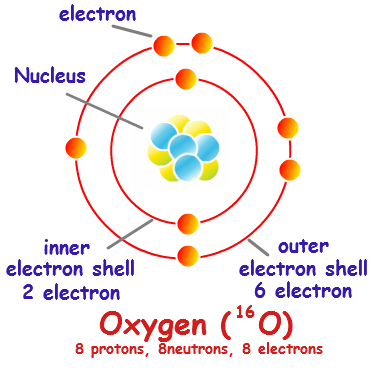 electron
Nucleus
inner
electron shell
2 electron
outer
electron shell
6 electron
Oxygen (¹⁶O)
8 protons, 8neutrons, 8 electrons